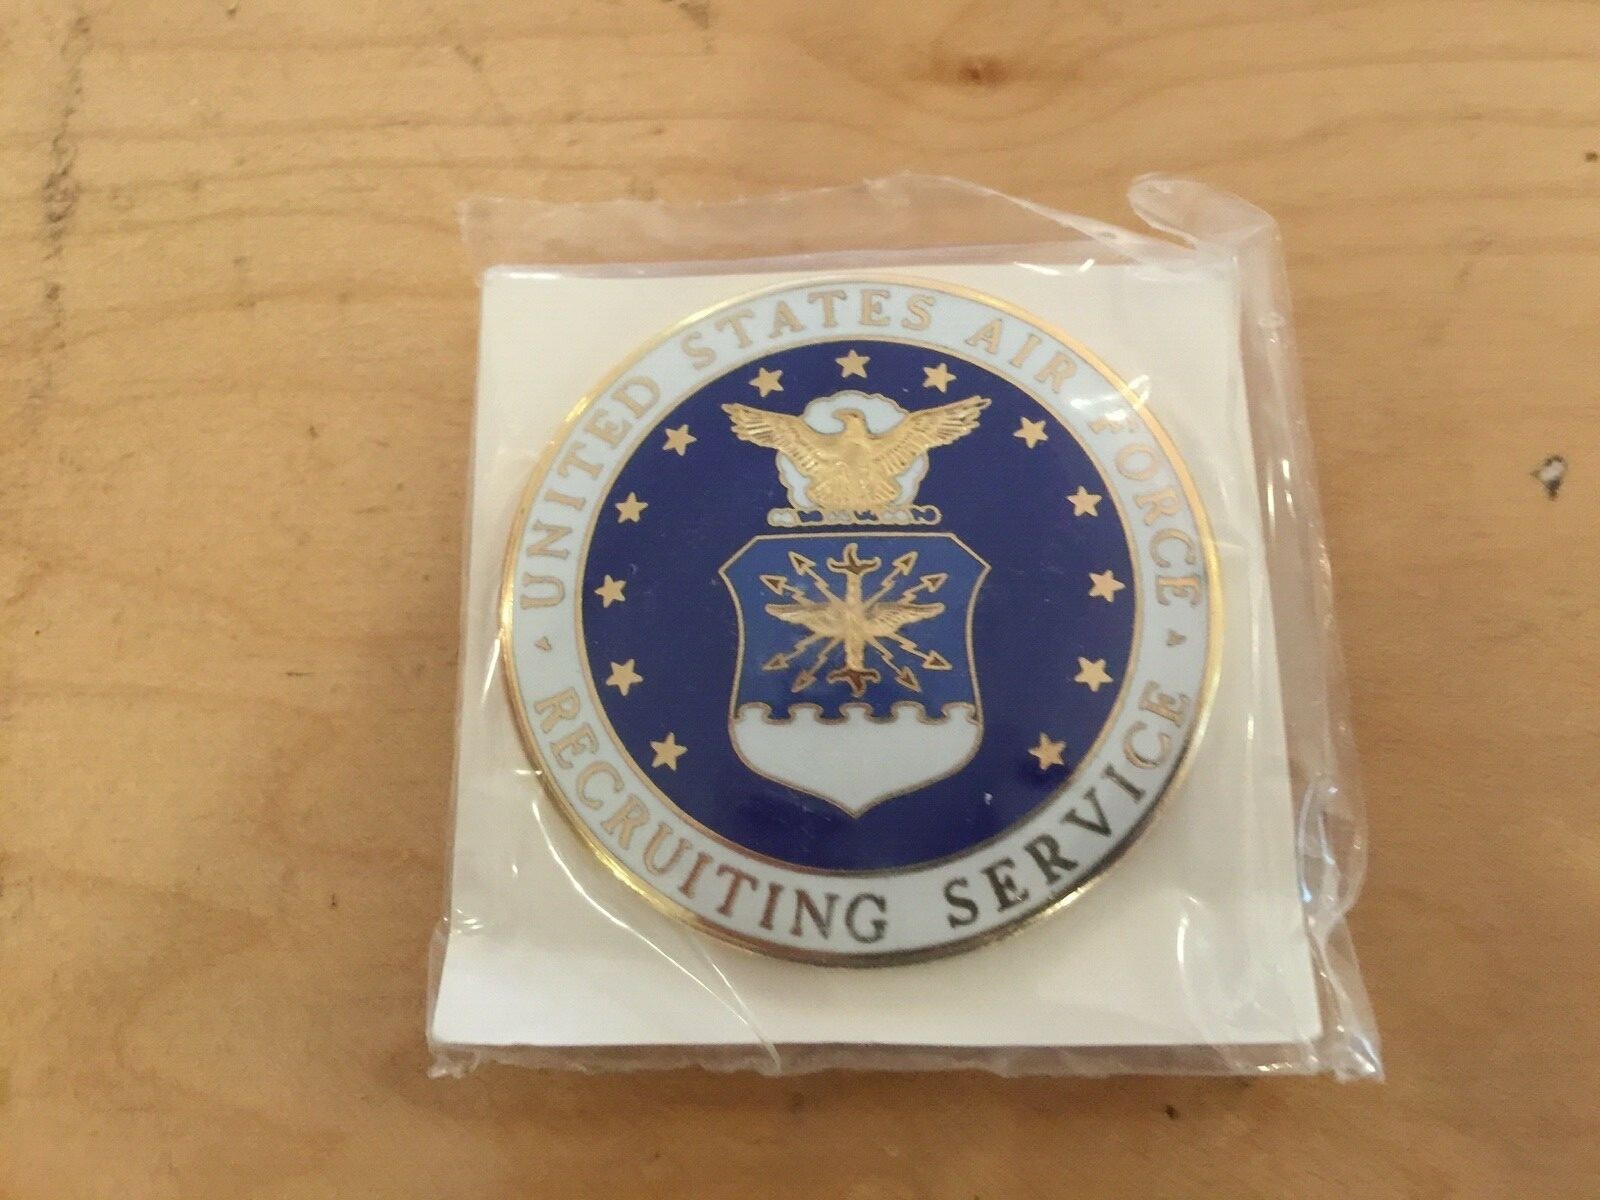 UNITED STATES AIR FORCE
RECRUITING SERVICE